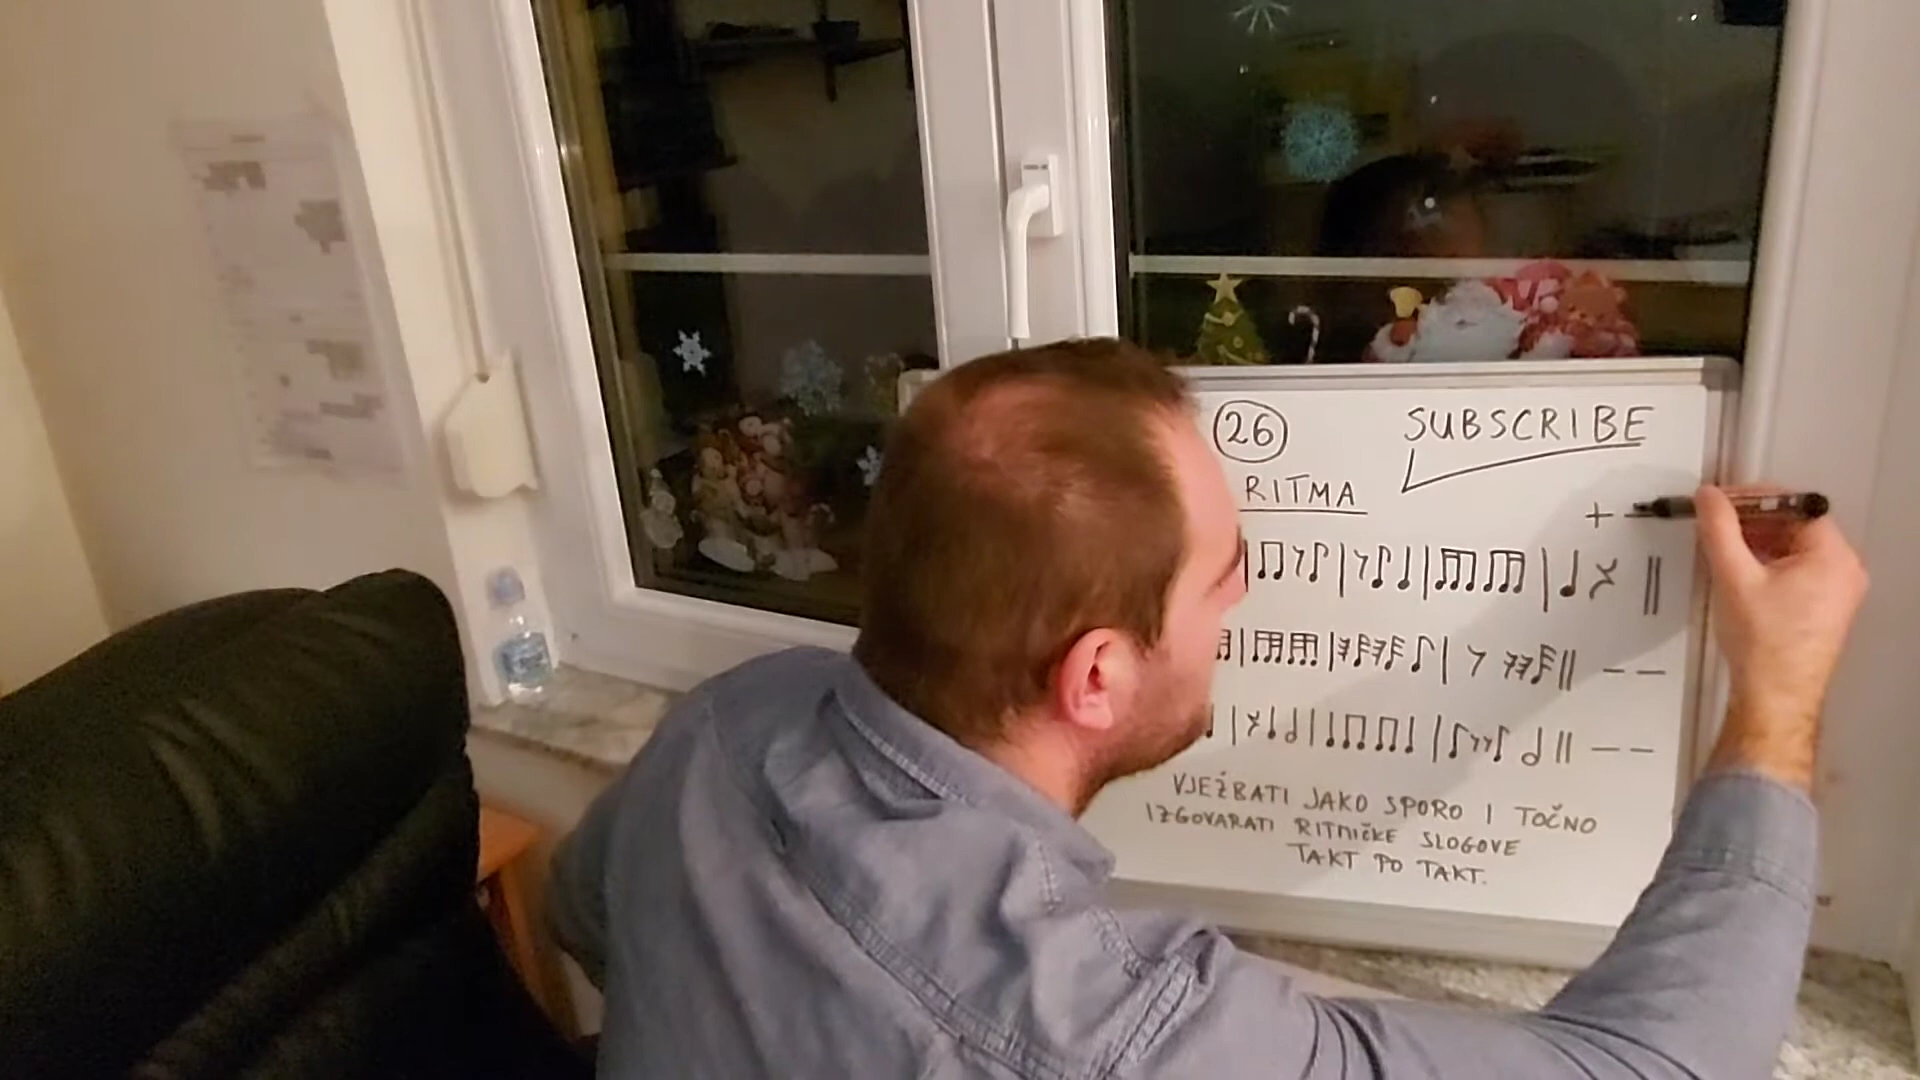 26 SUBSCRIBE
RITMA
+ -
VJEŽBATI JAKO SPORO I TOČNO
IZGOVARATI RITMIČKE SLOGOVE
TAKT PO TAKT.